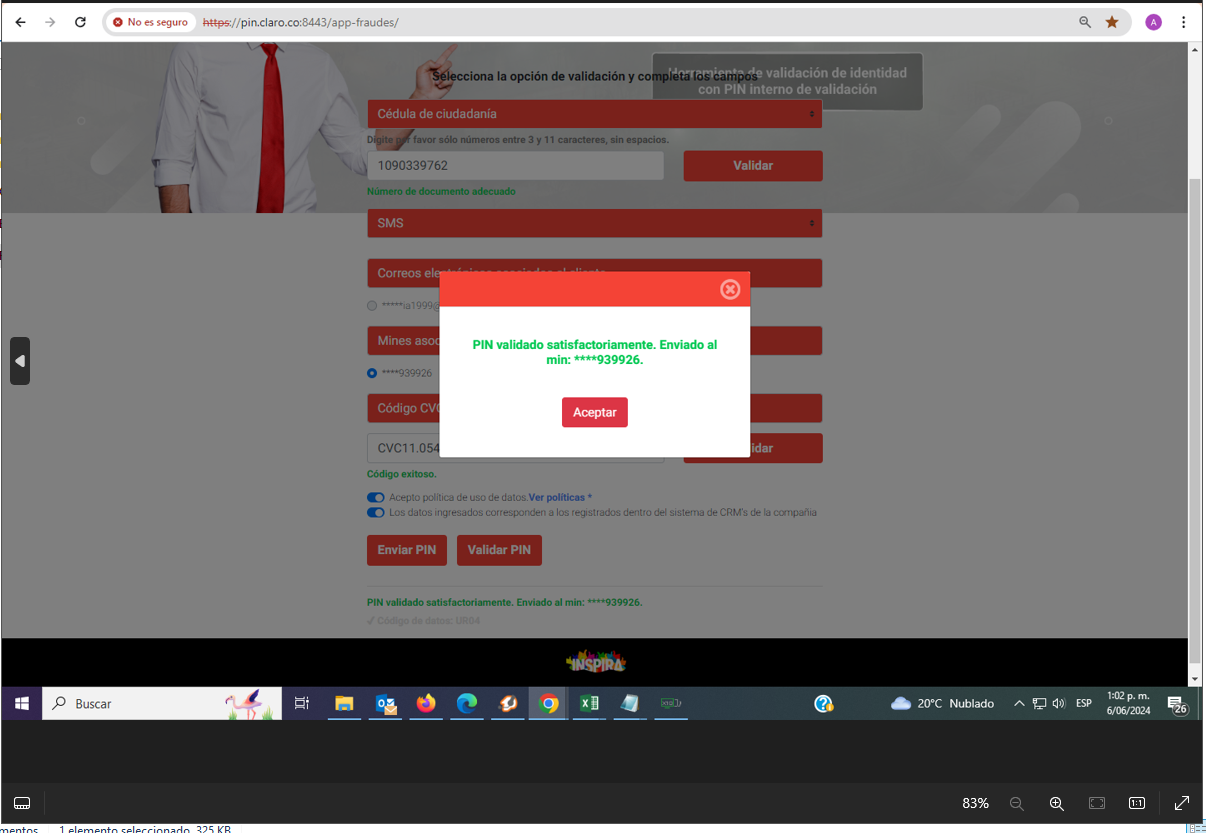 No es seguro
https://pin.claro.co:8443/app-fraudes/
A
Selecciona la opción de validación y completa los campos
Herramienta de validación de identidad
con PIN interno de validación
Cédula de ciudadanía
Digite por favor sólo números entre 3 y 11 caracteres, sin espacios.
1090339762
Validar
Número de documento adecuado
SMS
Correos electrónicos asociados al cliente
*****ia1999@
PIN validado satisfactoriamente. Enviado al
min: ****939926.
Aceptar
Mines asoc
****939926
Código CVC
CVC11.054
idar
Código exitoso.
Acepto política de uso de datos.Ver políticas *
Los datos ingresados corresponden a los registrados dentro del sistema de CRM's de la compañia
Enviar PIN
Validar PIN
PIN validado satisfactoriamente. Enviado al min: ****939926.
✓ Código de datos: UR04
INSPIRA
Buscar
20°C Nublado
ESP
1:02 p. m.
6/06/2024
26
83%
1:1
mentos
1 elemento seleccionado 325 KB